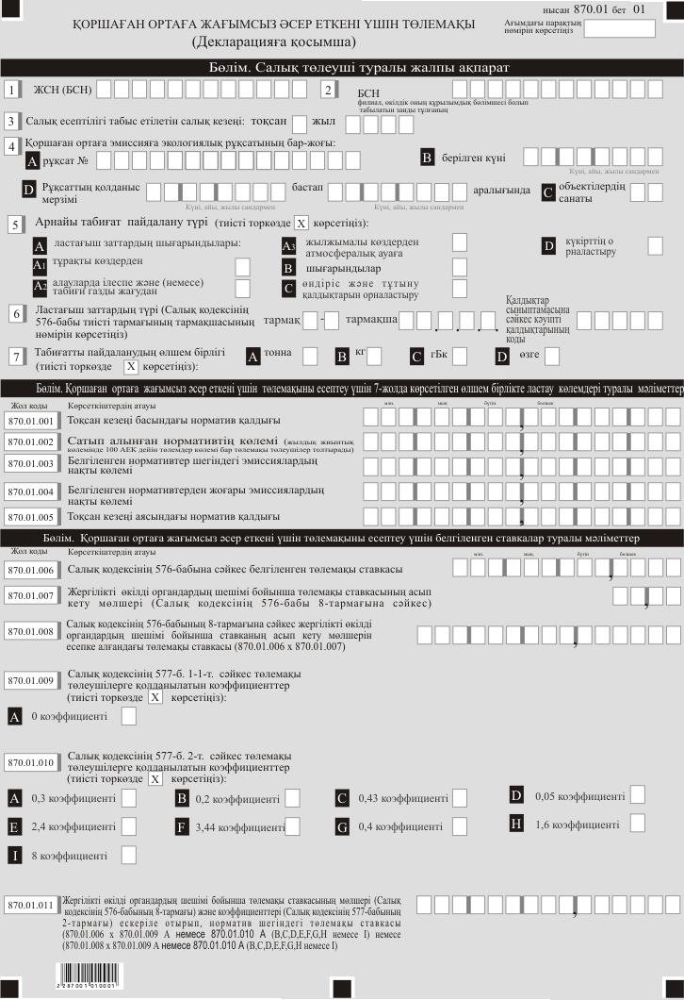 нысан 870.01 бет 01
ҚОРШАҒАН ОРТАҒА ЖАҒЫМСЫЗ ӘСЕР ЕТКЕНІ ҮШІН ТӨЛЕМАҚЫ
(Декларацияға қосымша)
Ағымдағы парақтың
нөмірін көрсетіңіз
Бөлім. Салық төлеуші туралы жалпы ақпарат
1 ЖСН (БСН)
2 БСН
филиал, өкілдік оның құрылымдық бөлімшесі болып
табылатын заңды тұлғаның
3 Салық есептілігі табыс етілетін салық кезеңі: тоқсан жыл
4 Қоршаған ортаға эмиссияға экологиялық рұқсатының бар-жоғы:
A рұқсат №
B берілген күні
Күні, айы, жылы сандармен
D Рұқсаттың қолданыс
мерзімі
бастап
аралығында
C объектілердің
санаты
Күні, айы, жылы сандармен
Күні, айы, жылы сандармен
5 Арнайы табиғат пайдалану түрі (тиісті торкөзде X көрсетіңіз):
A ластағыш заттардың шығарындылары:
A1 тұрақты көздерден
A2 алауларда ілеспе және (немесе)
табиғи газды жағудан
A3 жылжымалы көздерден
атмосфералық ауаға
B шығарындылар
C өндіріс және тұтыну
қалдықтарын орналастыру
D күкірттің о
рналастыру
6 Ластағыш заттардың түрі (Салық кодексінің
576-бабы тиісті тармағының тармақшасының
нөмірін көрсетіңіз)
тармақ - тармақша . . . .
Қалдықтар
сыныптамасына
сәйкес қәуіпті
қалдықтарының
коды
7 Табиғатты пайдаланудың өлшем бірлігі
(тиісті торкөзде X көрсетіңіз):
A тонна
B кг
C гБк
D өзге
Бөлім. Қоршаған ортаға жағымсыз әсер еткені үшін төлемақыны есептеу үшін 7-жолда көрсетілген өлшем бірлікте ластау көлемдері туралы мәліметтер
Жол коды Көрсеткіштердің атауы
млн. мың. бүтін бөлшек
870.01.001 Тоқсан кезеңі басындағы норматив қалдығы
870.01.002 Сатып алынған нормативтің көлемі (жылдық жиынтық
көлемінде 100 АЕК дейін төлемдер көлемі бар төлемақы төлеушілер толтырады)
870.01.003 Белгіленген нормативтер шегіндегі эмиссиялардың
нақты көлемі
870.01.004 Белгіленген нормативтерден жоғары эмиссиялардың
нақты көлемі
870.01.005 Тоқсан кезеңі аясындағы норматив қалдығы
Бөлім. Қоршаған ортаға жағымсыз әсер еткені үшін төлемақыны есептеу үшін белгіленген ставкалар туралы мәліметтер
Жол коды Көрсеткіштердің атауы
млн. мың. бүтін бөлшек
870.01.006 Салық кодексінің 576-бабына сәйкес белгіленген төлемақы ставкасы
870.01.007 Жергілікті өкілді органдардың шешімі бойынша төлемақы ставкасының асып
кету мөлшері (Салық кодексінің 576-бабы 8-тармағына сәйкес)
870.01.008 Салық кодексінің 576-бабының 8-тармағына сәйкес жергілікті өкілді
органдардың шешімі бойынша ставканың асып кету мөлшерін
есепке алғандағы төлемақы ставкасы (870.01.006 х 870.01.007)
870.01.009 Салық кодексінің 577-б. 1-1-т. сәйкес төлемақы
төлеушілерге қолданылатын коэффициенттер
(тиісті торкөзде X көрсетіңіз):
A 0 коэффициенті
870.01.010 Салық кодексінің 577-б. 2-т. сәйкес төлемақы
төлеушілерге қолданылатын коэффициенттер
(тиісті торкөзде X көрсетіңіз):
A 0,3 коэффициенті
B 0,2 коэффициенті
C 0,43 коэффициенті
D 0,05 коэффициенті
E 2,4 коэффициенті
F 3,44 коэффициенті
G 0,4 коэффициенті
H 1,6 коэффициенті
I 8 коэффициенті
870.01.011 Жергілікті өкілді органдардың шешімі бойынша төлемақы ставкасының мөлшері (Салық
кодексінің 576-бабының 8-тармағы) және коэффициенттері (Салық кодексінің 577-бабының
2-тармағы) ескеріле отырып, норматив шегіндегі төлемақы ставкасы
(870.01.006 х 870.01.009 А немесе 870.01.010 А (B,C,D,E,F,G,H немесе I) немесе
(870.01.008 х 870.01.009 А немесе 870.01.010 А (B,C,D,E,F,G,H немесе I)
2287001010001